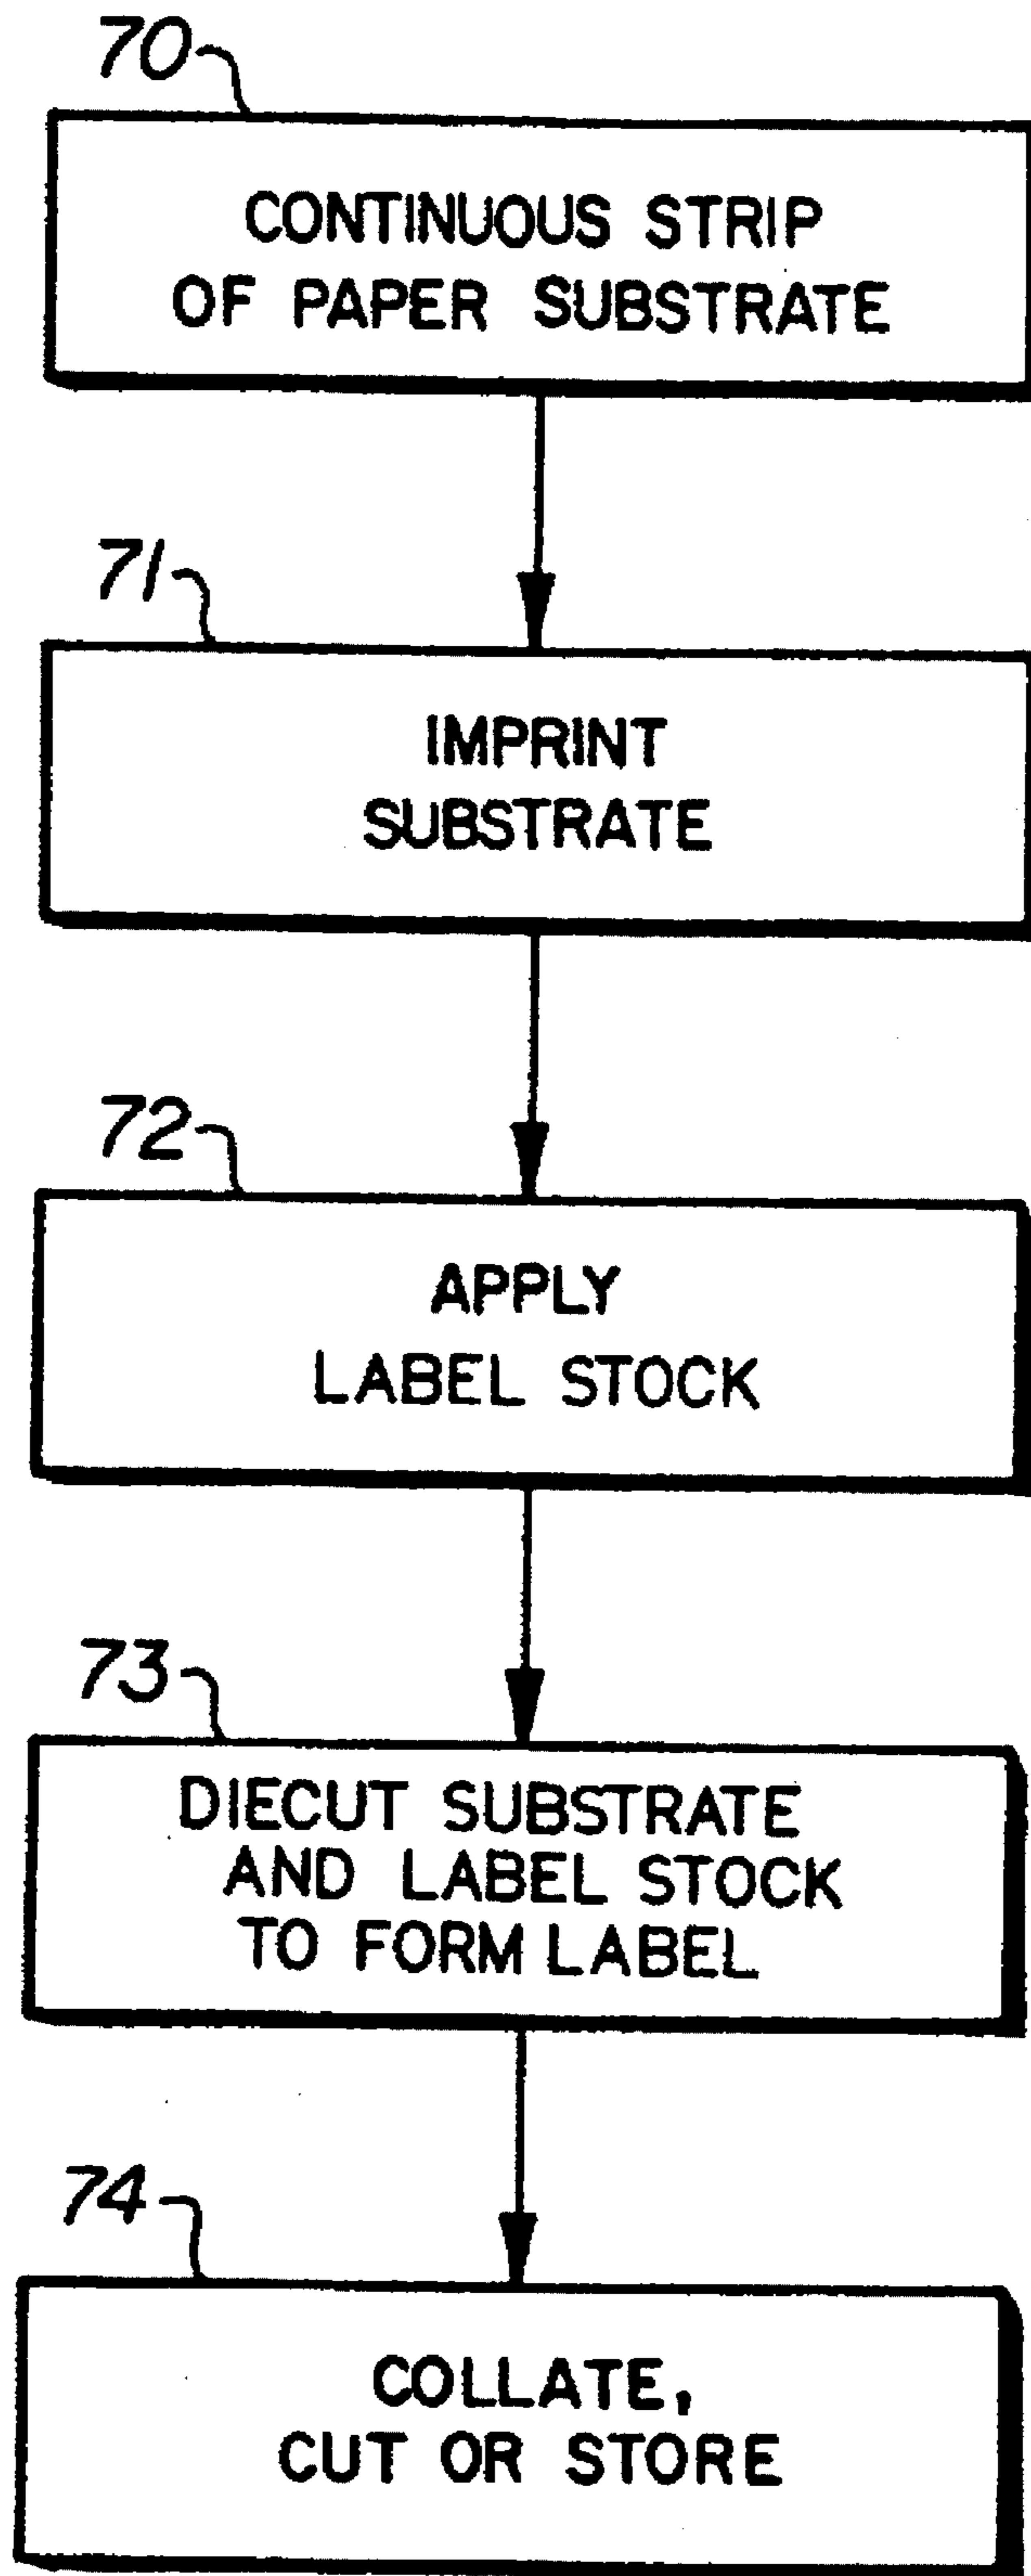 70
CONTINUOUS STRIP
OF PAPER SUBSTRATE
71
IMPRINT
SUBSTRATE
72
APPLY
LABEL STOCK
73
DIECUT SUBSTRATE
AND LABEL STOCK
TO FORM LABEL
74
COLLATE,
CUT OR STORE